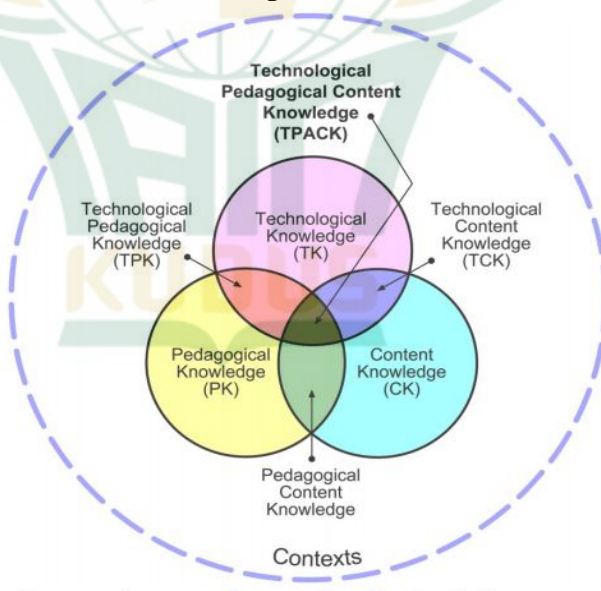 Technological
Pedagogical Content
Knowledge
(TPACK)
Technological
Pedagogical
Knowledge
(TPK)
Technological
Knowledge
(TK)
Technological
Content
Knowledge
(TCK)
KUDUS
Pedagogical
Knowledge
(PK)
Content
Knowledge
(CK)
Pedagogical
Content
Knowledge
Contexts